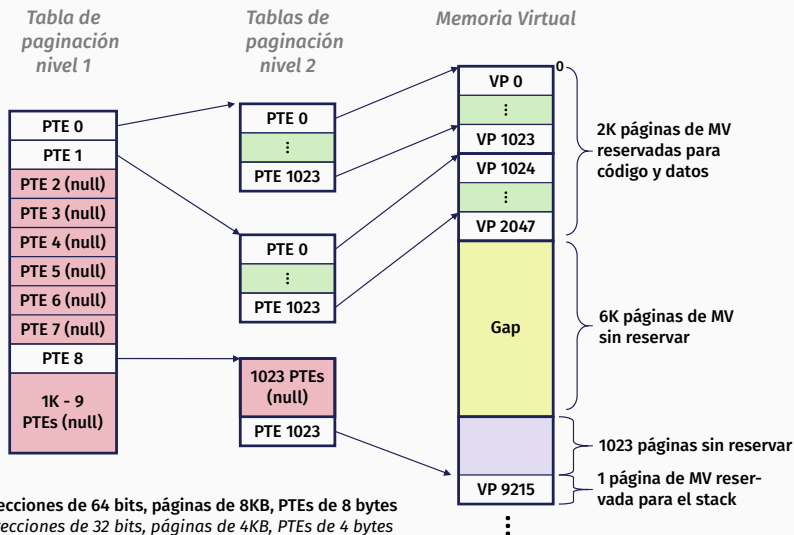 Tabla de
paginación
nivel 1
Tablas de
paginación
nivel 2
Memoria Virtual
PTE 0
PTE 1
PTE 2 (null)
PTE 3 (null)
PTE 4 (null)
PTE 5 (null)
PTE 6 (null)
PTE 7 (null)
PTE 8
1K - 9
PTEs (null)
PTE 0
⋮
PTE 1023
PTE 0
⋮
PTE 1023
1023 PTEs
(null)
PTE 1023
0
VP 0
⋮
VP 1023
VP 1024
⋮
VP 2047
Gap
VP 9215
⋮
2K páginas de MV
reservadas para
código y datos
6K páginas de MV
sin reservar
1023 páginas sin reservar
1 página de MV reser-
vada para el stack
ecciones de 64 bits, páginas de 8KB, PTEs de 8 bytes
ecciones de 32 bits, páginas de 4KB, PTEs de 4 bytes